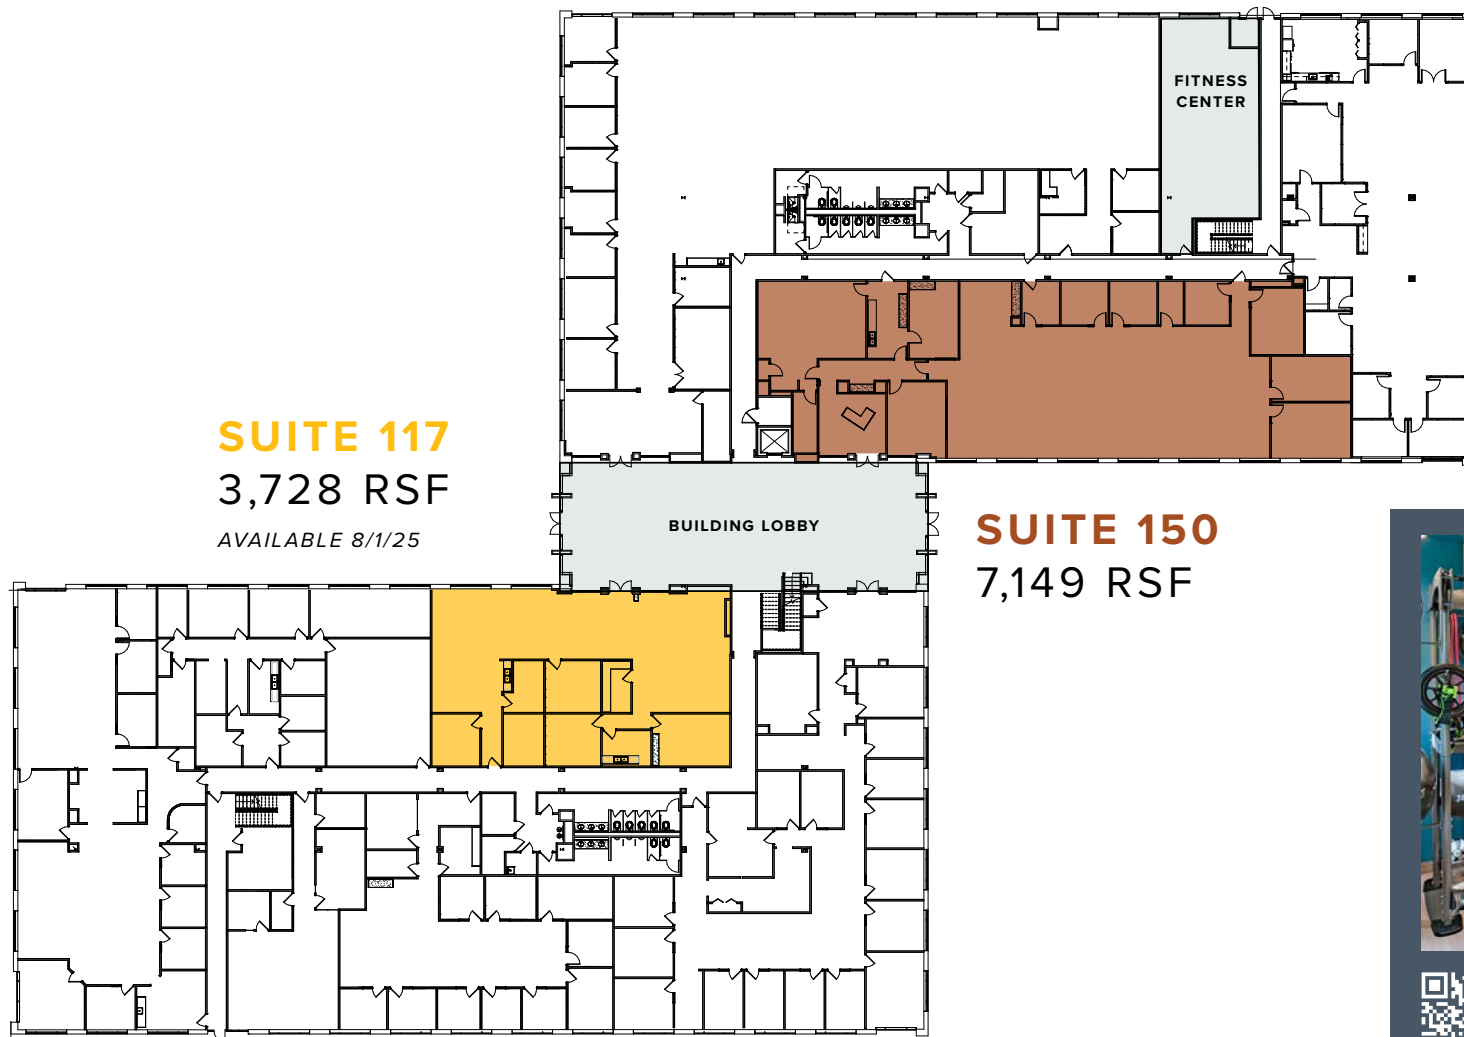 FITNESS
CENTER
SUITE 117
3,728 RSF
AVAILABLE 8/1/25
BUILDING LOBBY
SUITE 150
7,149 RSF